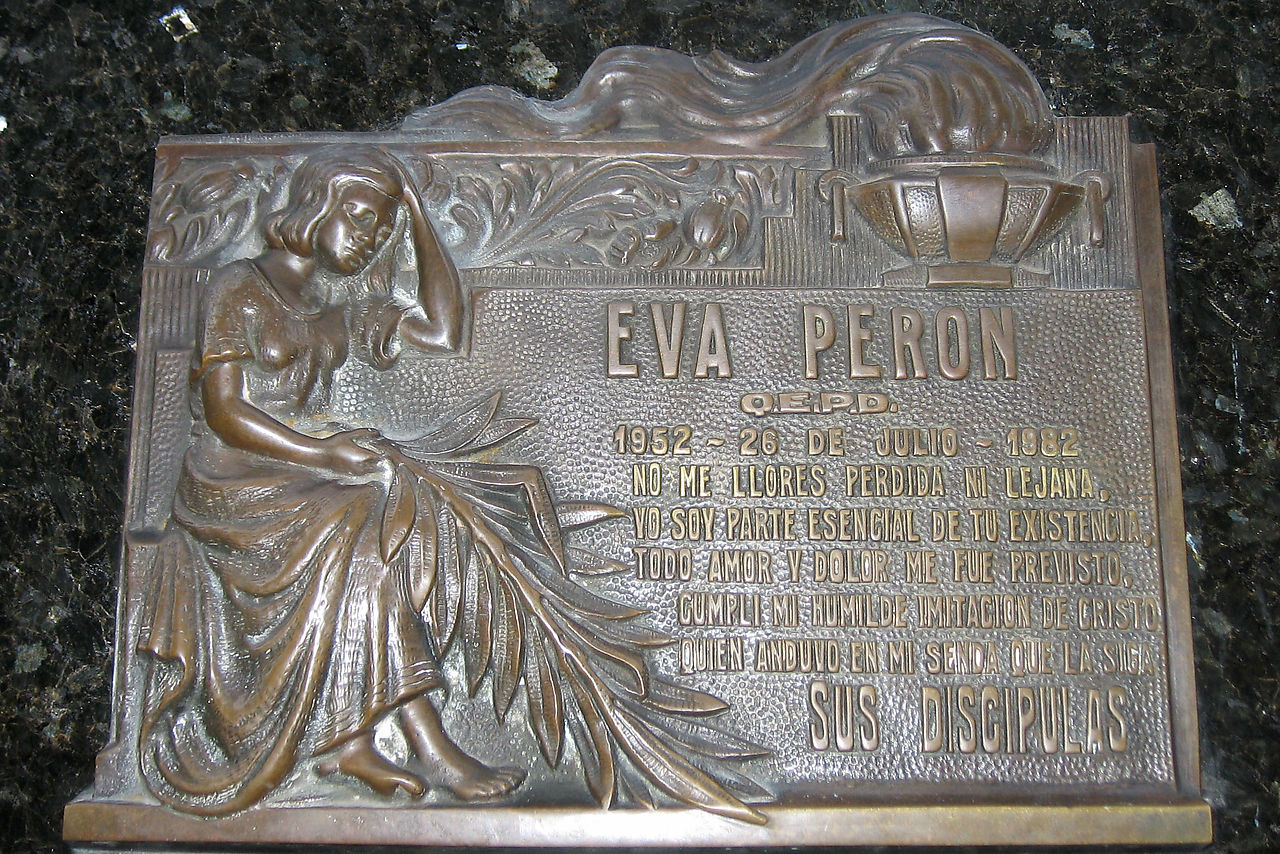 EVA PERON
Q.E.P.D.
1952 ~ 26 DE JULIO ~ 1982
NO ME LLORES PERDIDA NI LEJANA,
YO SOY PARTE ESENCIAL DE TU EXISTENCIA,
TODO AMOR Y DOLOR ME FUE PREVISTO,
CUMPLI MI HUMILDE IMITACION DE CRISTO
QUIEN ANDUVO EN MI SENDA QUE LA SIGA
SUS DISCIPULAS